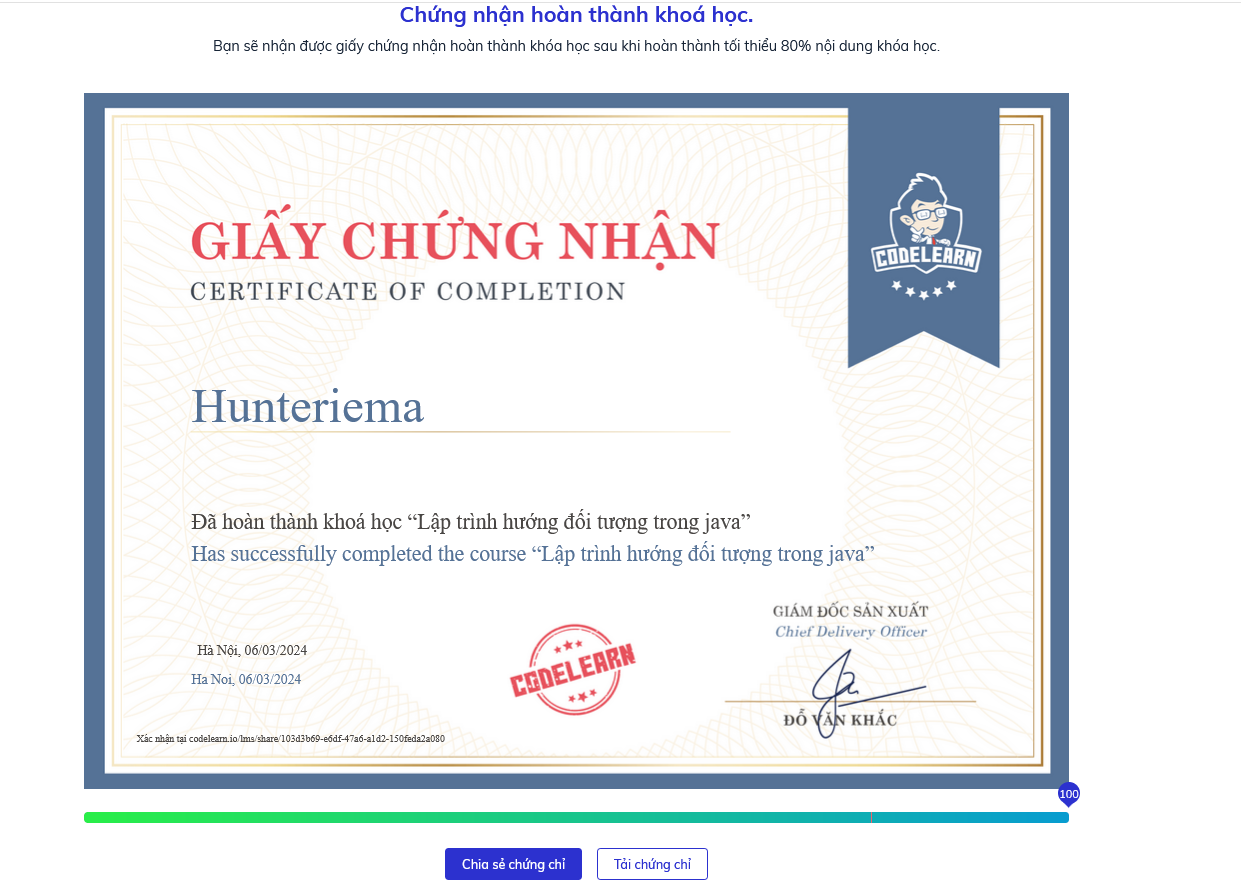 Chứng nhận hoàn thành khoá học.
Bạn sẽ nhận được giấy chứng nhận hoàn thành khóa học sau khi hoàn thành tối thiểu 80% nội dung khóa học.
CODELEARN
GIẤY CHỨNG NHẬN
CERTIFICATE OF COMPLETION
Hunteriema
Đã hoàn thành khoá học “Lập trình hướng đối tượng trong java”
Has successfully completed the course “Lập trình hướng đối tượng trong java”
GIÁM ĐỐC SẢN XUẤT
Chief Delivery Officer
Hà Nội, 06/03/2024
Ha Noi, 06/03/2024
CODELEARN
ĐỖ VĂN KHẮC
Xác nhận tại codelearn.io/lms/share/103d3b69-e6df-47a6-a1d2-150feda2a080
100
Chia sẻ chứng chỉ
Tải chứng chỉ